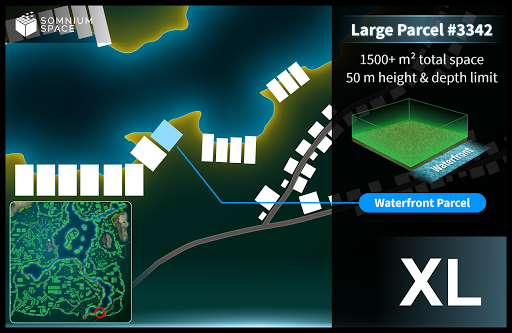 SOMNIUM
SPACE
Large Parcel #3342
1500+ m² total space
50 m height & depth limit
Waterfront
Waterfront Parcel
XL